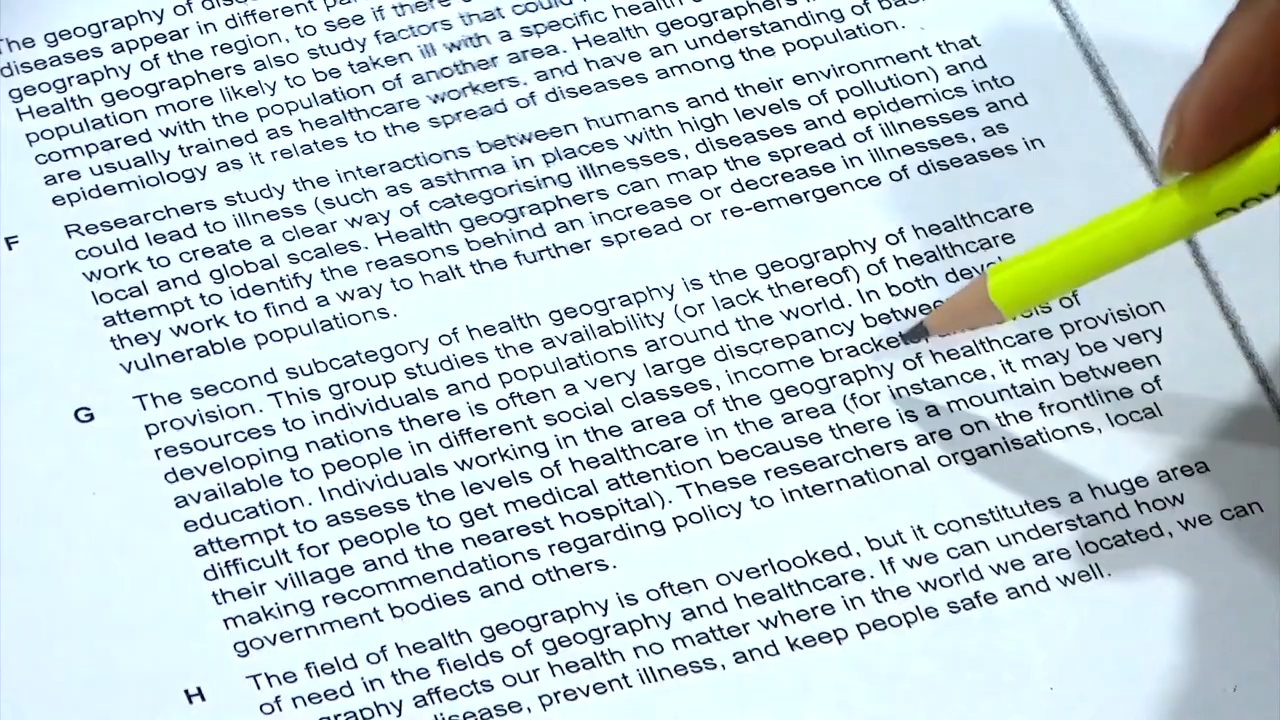 The geography of
diseases appear in different
geography of the region, to see if there
Health geographers also study factors that could
population more likely to be taken ill with a specific health
compared with the population of another area. Health geographers
are usually trained as healthcare workers, and have an understanding of
epidemiology as it relates to the spread of diseases among the population.
F Researchers study the interactions between humans and their environment that
could lead to illness (such as asthma in places with high levels of pollution) and
work to create a clear way of categorising illnesses, diseases and epidemics into
local and global scales. Health geographers can map the spread of illnesses and
attempt to identify the reasons behind an increase or decrease in illnesses, as
they work to find a way to halt the further spread or re-emergence of diseases in
vulnerable populations.
G The second subcategory of health geography is the geography of healthcare
provision. This group studies the availability (or lack thereof) of healthcare
resources to individuals and populations around the world. In both
developing nations there is often a very large discrepancy
available to people in different social classes, income of
education. Individuals working in the area of the geography of healthcare provision
attempt to assess the levels of healthcare in the area (for instance, it may be very
difficult for people to get medical attention because there is a mountain between
their village and the nearest hospital). These researchers are on the frontline of
making recommendations regarding policy to international organisations, local
government bodies and others.
H The field of health geography is often overlooked, but it constitutes a huge area
of need in the fields of geography and healthcare. If we can understand how
affects our health no matter where in the world we are located, we can
prevent illness, and keep people safe and well.